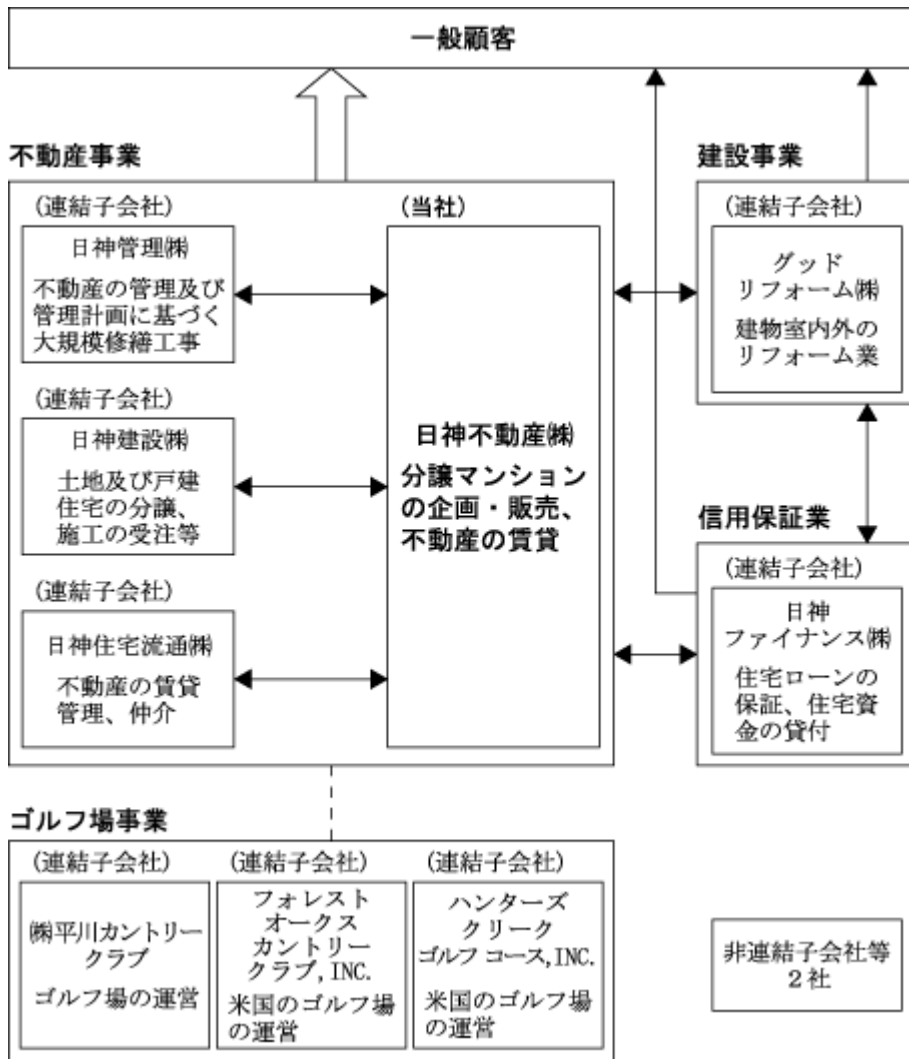 一般顧客
不動産事業
(連結子会社)
日神管理㈱
不動産の管理及び
管理計画に基づく
大規模修繕工事
(連結子会社)
日神建設㈱
土地及び戸建
住宅の分譲、
施工の受注等
(連結子会社)
日神住宅流通㈱
不動産の賃貸
管理、仲介
(当社)
日神不動産㈱
分譲マンション
の企画・販売、
不動産の賃貸
建設事業
(連結子会社)
グッド
リフォーム㈱
建物室内外の
リフォーム業
信用保証業
(連結子会社)
日神
ファイナンス㈱
住宅ローンの
保証、住宅資
金の貸付
ゴルフ場事業
(連結子会社)
㈱平川カントリー
クラブ
ゴルフ場の運営
(連結子会社)
フォレスト
オークス
カントリー
クラブ,INC.
米国のゴルフ場
の運営
(連結子会社)
ハンターズ
クリーク
ゴルフ コース,INC.
米国のゴルフ場
の運営
非連結子会社等
2社